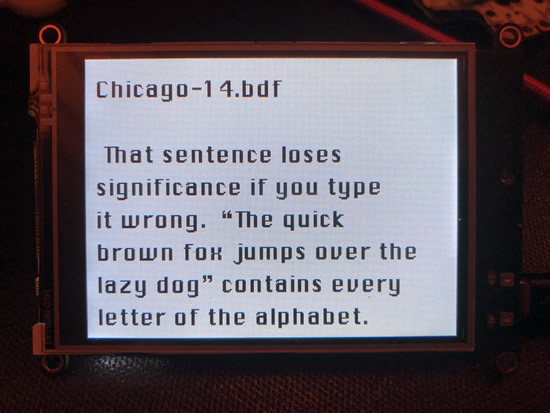 Chicago-14.bdf
That sentence loses
significance if you type
it wrong. “The quick
brown fox jumps over the
lazy dog” contains every
letter of the alphabet.